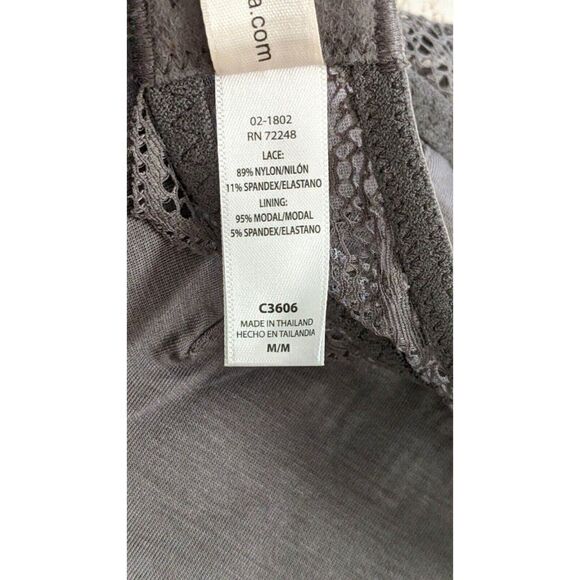 a.com
02-1802
RN 72248
LACE:
89% NYLON/NILÓN
11% SPANDEX/ELASTANO
LINING:
95% MODAL/MODAL
5% SPANDEX/ELASTANO
C3606
MADE IN THAILAND
HECHO EN TAILANDIA
M/M